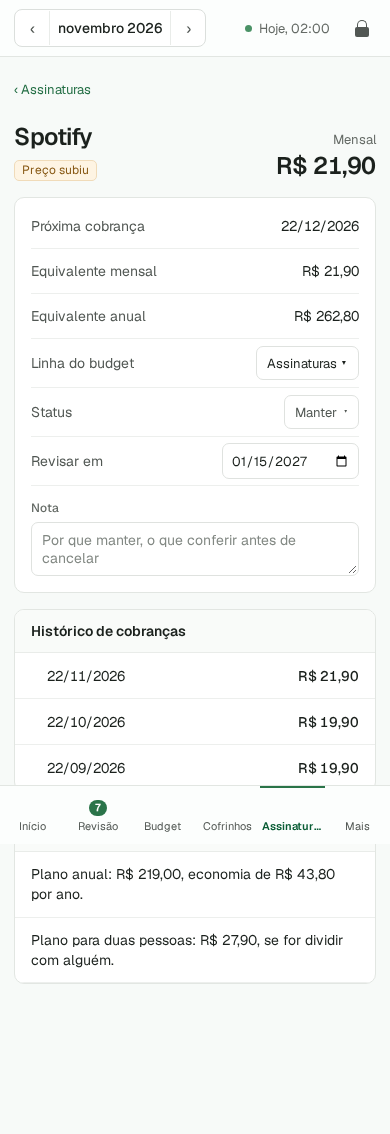 ‹ novembro 2026 › Hoje, 02:00
‹ Assinaturas
Spotify
Preço subiu
Mensal
R$ 21,90
Próxima cobrança 22/12/2026
Equivalente mensal R$ 21,90
Equivalente anual R$ 262,80
Linha do budget Assinaturas
Status Manter
Revisar em 01/15/2027
Nota
Por que manter, o que conferir antes de
cancelar
Histórico de cobranças
22/11/2026 R$ 21,90
22/10/2026 R$ 19,90
22/09/2026 R$ 19,90
7
Início Revisão Budget Cofrinhos Assinatur... Mais
Plano anual: R$ 219,00, economia de R$ 43,80
por ano.
Plano para duas pessoas: R$ 27,90, se for dividir
com alguém.